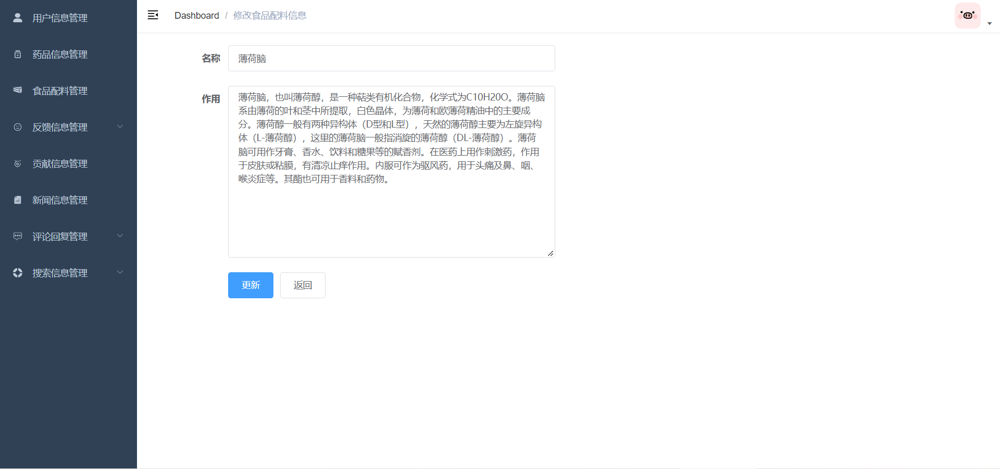 用户信息管理
药品信息管理
食品配料管理
反馈信息管理
贡献信息管理
新闻信息管理
评论回复管理
搜索信息管理
Dashboard / 修改食品配料信息
名称
薄荷脑
作用
薄荷脑，也叫薄荷醇，是一种萜类有机化合物，化学式为C10H20O。薄荷脑
系由薄荷的叶和茎中所提取，白色晶体，为薄荷和欧薄荷精油中的主要成
分。薄荷醇一般有两种异构体（D型和L型），天然的薄荷醇主要为左旋异构
体（L-薄荷醇），这里的薄荷脑一般指消旋的薄荷醇（DL-薄荷醇）。薄荷
脑可用作牙膏、香水、饮料和糖果等的赋香剂。在医药上用作刺激药，作用
于皮肤或粘膜，有清凉止痒作用。内服可作为驱风药，用于头痛及鼻、咽、
喉炎症等。其酯也可用于香料和药物。
更新
返回